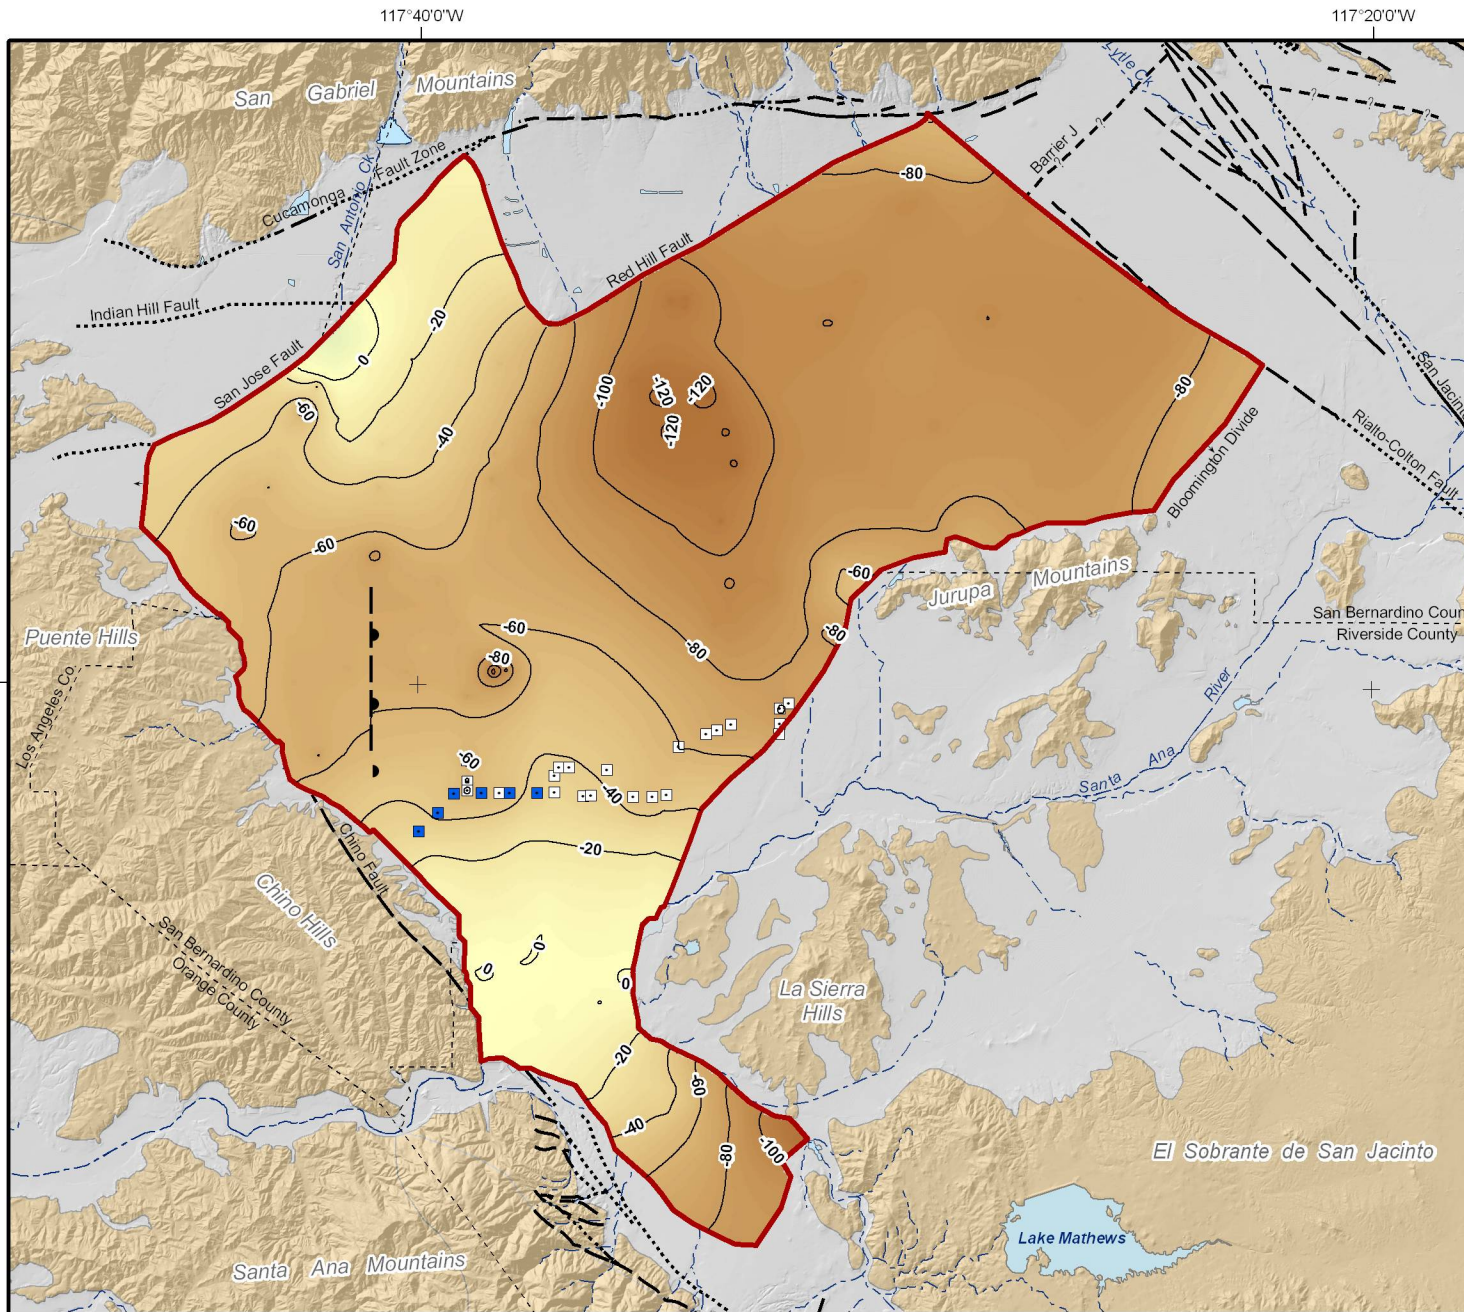 117°40'0"W
117°20'0"W
San Gabriel Mountains
Lytle Ck
Barrier J
?
?
?
?
?
Cucamonga Fault Zone
San Antonio Ck
-80
Red Hill Fault
Indian Hill Fault
-20
0
San Jose Fault
San Jacinto
-100
-120
-120
-120
-80
-60
-40
Bloomington Divide
Rialto-Colton Fault
-60
-60
-60
Jurupa Mountains
San Bernardino Coun
Riverside County
Puente Hills
-60
-80
-80
-80
Los Angeles Co
River
Santa Ana
-60
-40
Chino Fault
-20
Chino Hills
San Bernardino County
Orange County
0
0
0
La Sierra
Hills
-20
-60
-40
-80
-100
El Sobrante de San Jacinto
Lake Mathews
Santa Ana Mountains